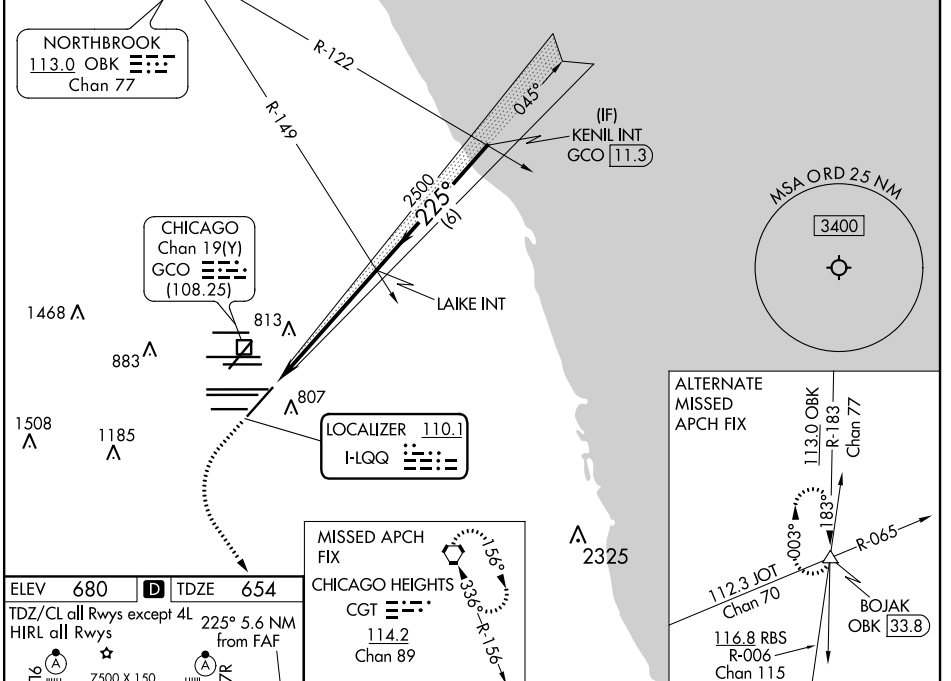 NORTHBROOK
113.0 OBK
Chan 77
R-122
R-149
045°
(IF)
KENIL INT
GCO 11.3
2500
225°
(6)
MSA ORD 25 NM
3400
CHICAGO
Chan 19(Y)
GCO
(108.25)
LAIKE INT
1468
813
883
807
1508
1185
LOCALIZER 110.1
I-LQQ
2325
MISSED APCH
FIX
CHICAGO HEIGHTS
CGT
114.2
Chan 89
156°
336°
R-156
ALTERNATE
MISSED
APCH FIX
113.0 OBK
R-183
Chan 77
003°
183°
R-065
112.3 JOT
Chan 70
BOJAK
OBK 33.8
116.8 RBS
R-006
Chan 115
ELEV 680 D TDZE 654
TDZ/CL all Rwys except 4L
HIRL all Rwys
225° 5.6 NM
from FAF
A
A
7500 X 150